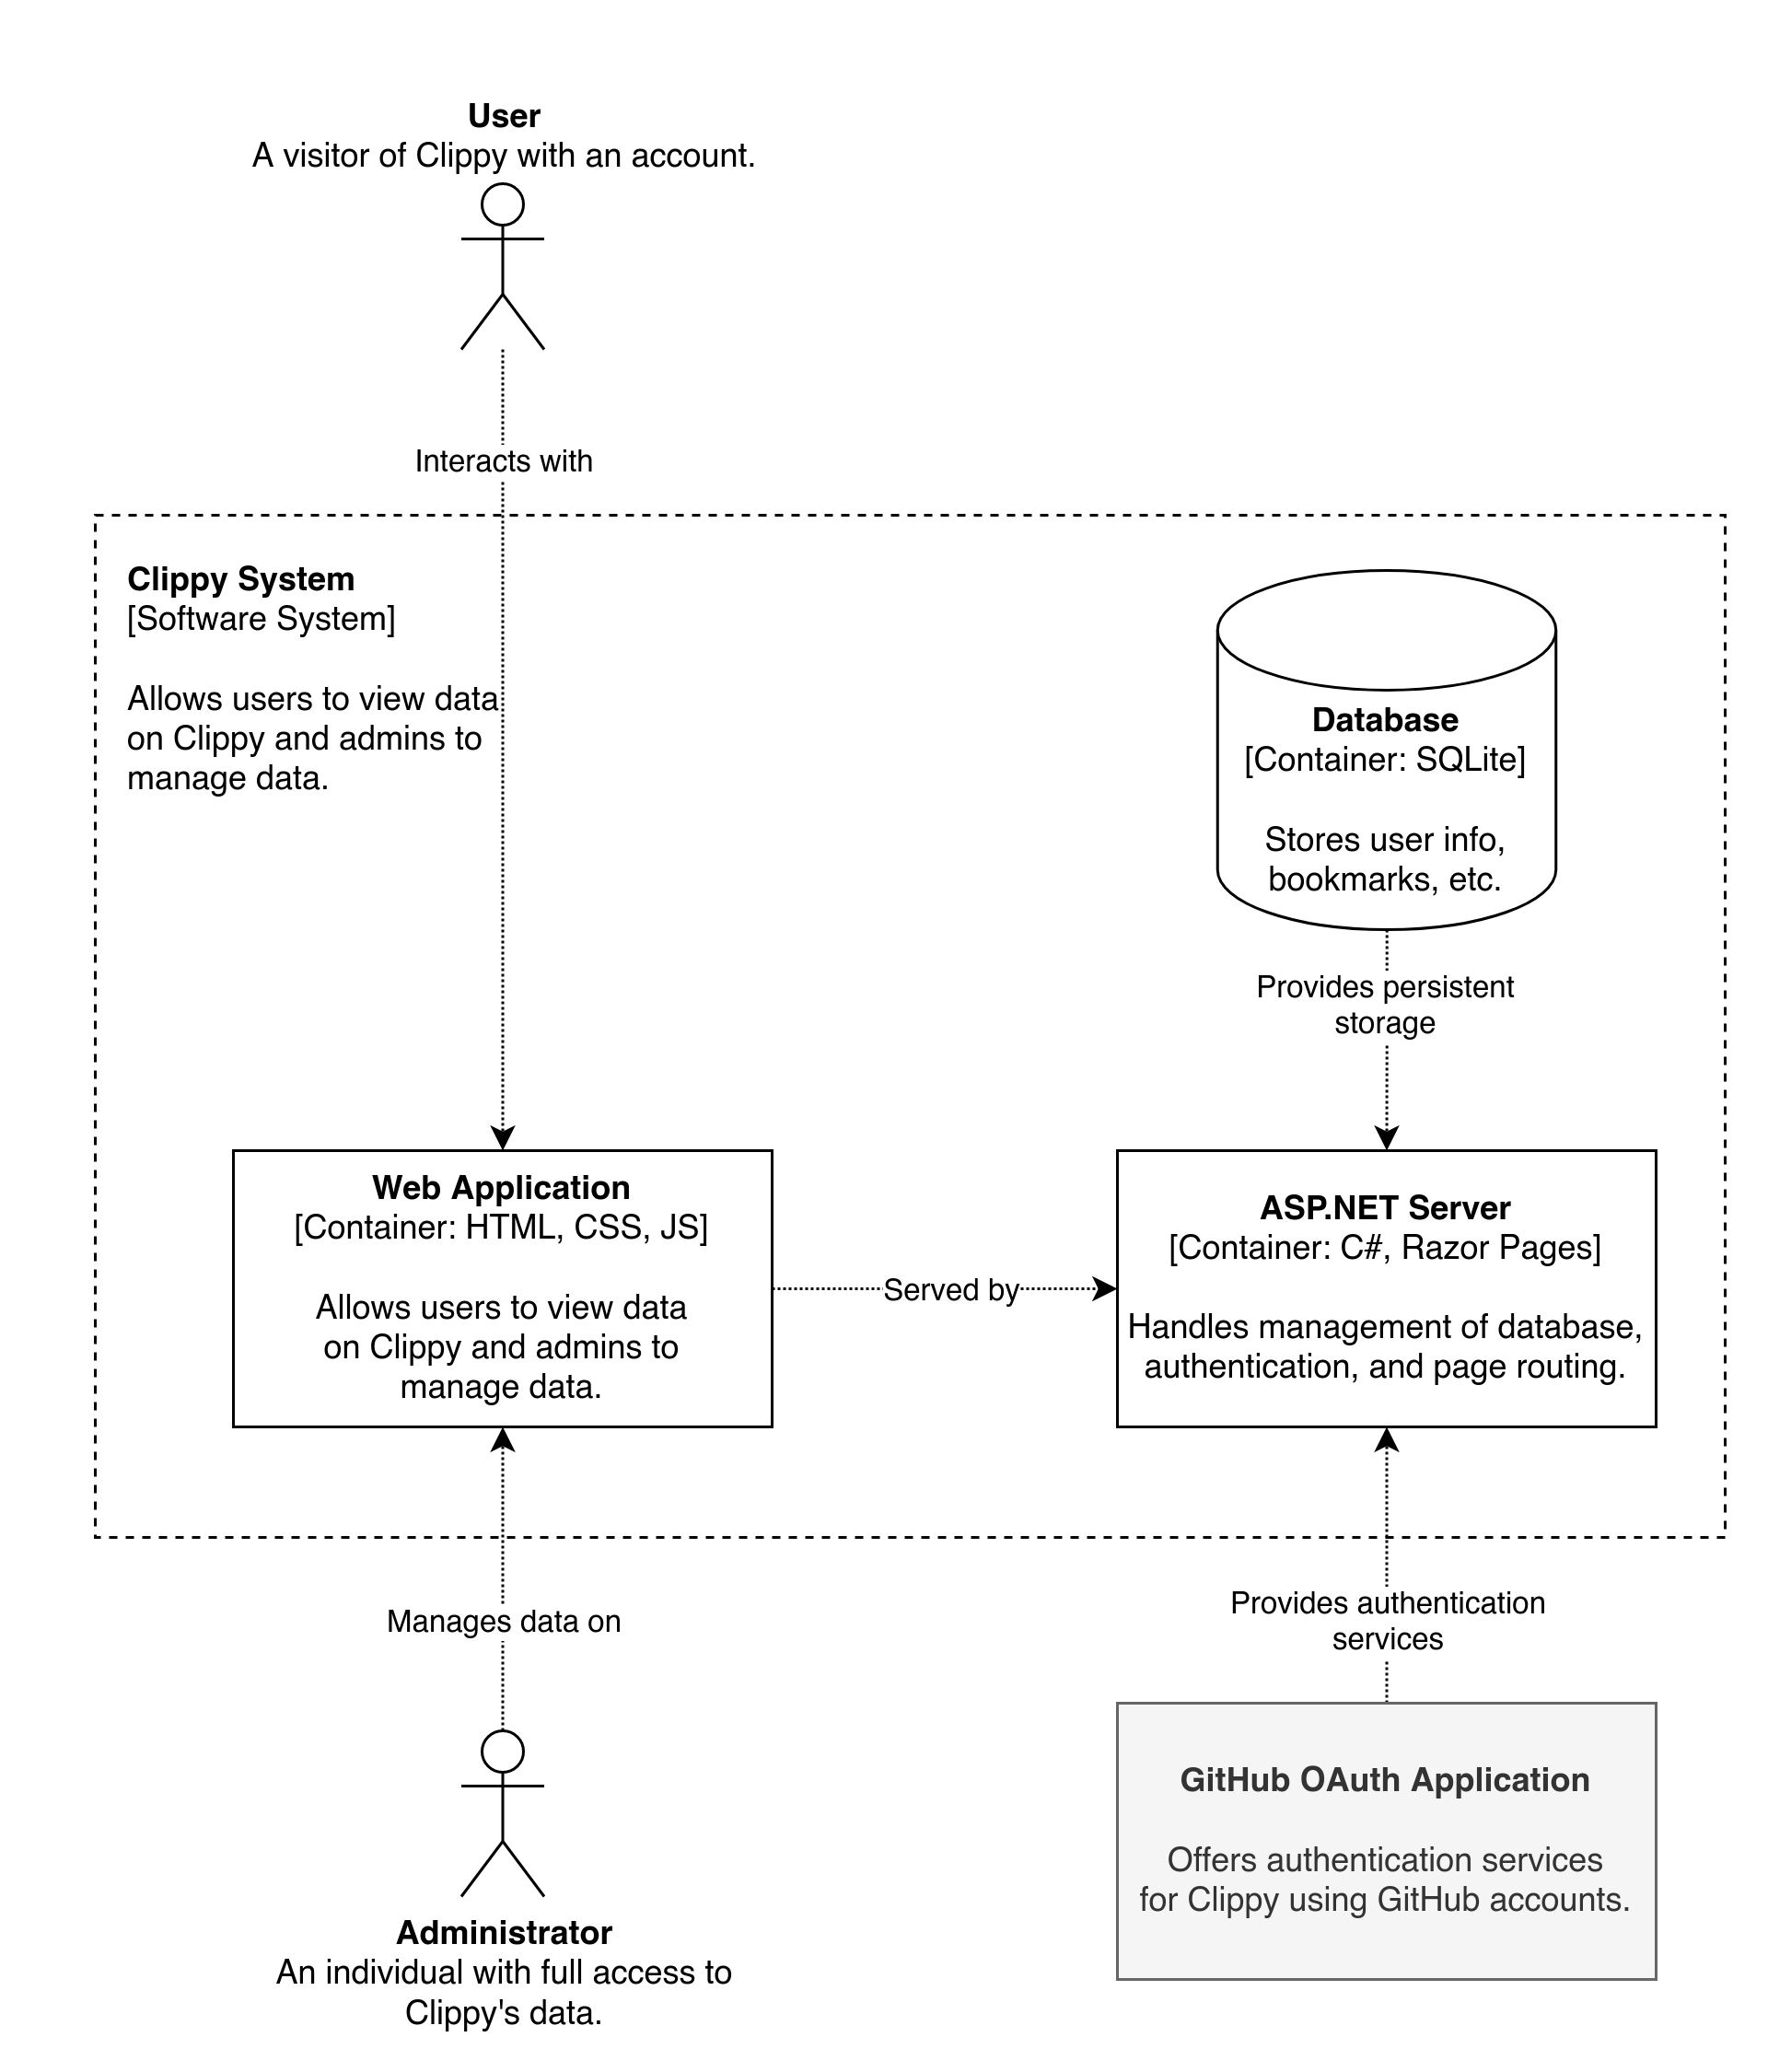 User
A visitor of Clippy with an account.
Interacts with
Clippy System
[Software System]
Allows users to view data
on Clippy and admins to
manage data.
Database
[Container: SQLite]
Stores user info,
bookmarks, etc.
Provides persistent
storage
Web Application
[Container: HTML, CSS, JS]
Allows users to view data
on Clippy and admins to
manage data.
Served by
ASP.NET Server
[Container: C#, Razor Pages]
Handles management of database,
authentication, and page routing.
Manages data on
Provides authentication
services
Administrator
An individual with full access to
Clippy's data.
GitHub OAuth Application
Offers authentication services
for Clippy using GitHub accounts.